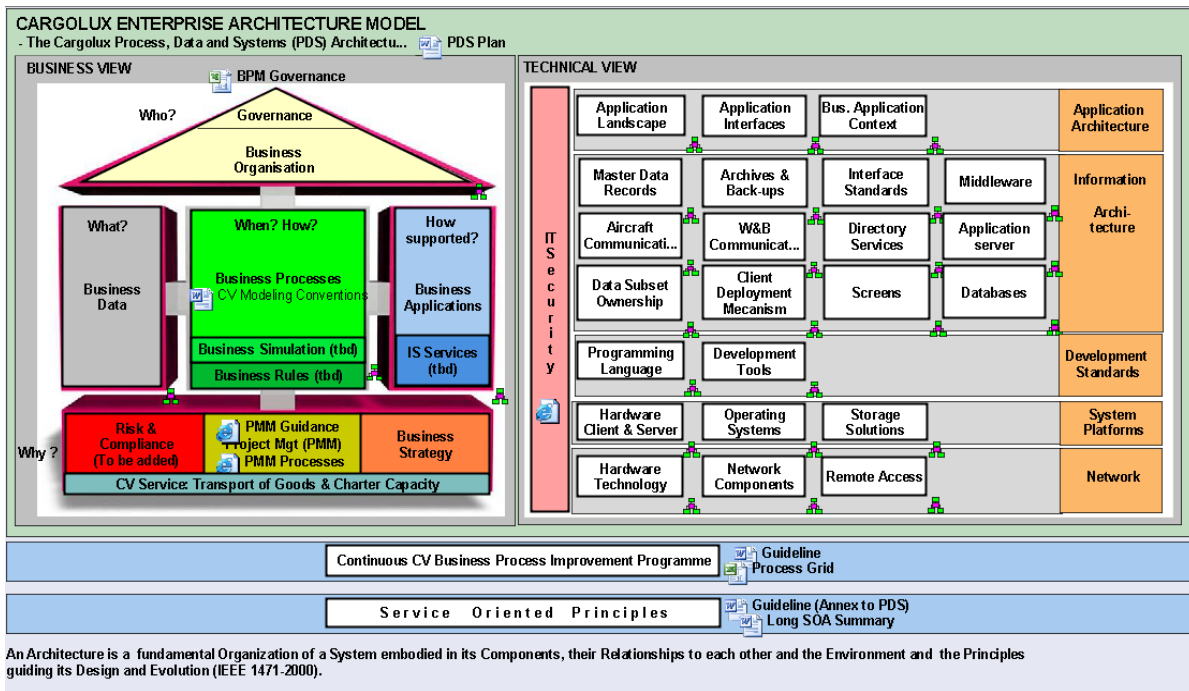 CARGOLUX ENTERPRISE ARCHITECTURE MODEL
- The Cargolux Process, Data and Systems (PDS) Architectu...
PDS Plan
BUSINESS VIEW
BPM Governance
Who?
Governance
Business
Organisation
What?
Business
Data
When? How?
Business Processes
CV Modeling Conventions
Business Simulation (tbd)
Business Rules (tbd)
How
supported?
Business
Applications
IS Services
(tbd)
Why ?
Risk &
Compliance
(To be added)
PMM Guidance
Project Mgt (PMM)
PMM Processes
Business
Strategy
CV Service: Transport of Goods & Charter Capacity
TECHNICAL VIEW
IT Security
Application
Landscape
Application
Interfaces
Bus. Application
Context
Application
Architecture
Master Data
Records
Archives &
Back-ups
Interface
Standards
Middleware
Information
Archi-
tecture
Aircraft
Communicati...
W&B
Communicat...
Directory
Services
Application
server
Data Subset
Ownership
Client
Deployment
Mecanism
Screens
Databases
Programming
Language
Development
Tools
Development
Standards
Hardware
Client & Server
Operating
Systems
Storage
Solutions
System
Platforms
Hardware
Technology
Network
Components
Remote Access
Network
Continuous CV Business Process Improvement Programme
Guideline
Process Grid
Service Oriented Principles
Guideline (Annex to PDS)
Long SOA Summary
An Architecture is a fundamental Organization of a System embodied in its Components, their Relationships to each other and the Environment and the Principles
guiding its Design and Evolution (IEEE 1471-2000).